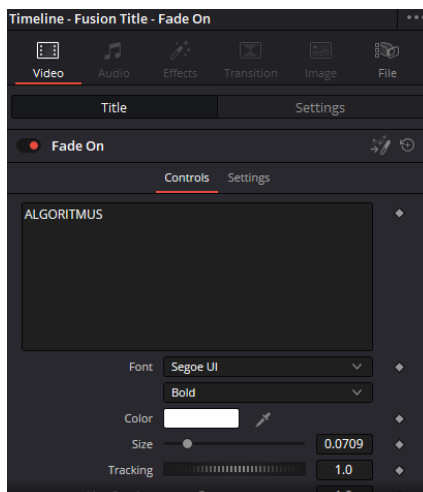 Timeline - Fusion Title - Fade On
Video Audio Effects Transition Image File
Title Settings
Fade On
Controls Settings
ALGORITMUS
Font Segoe UI
Bold
Color
Size 0.0709
Tracking 1.0